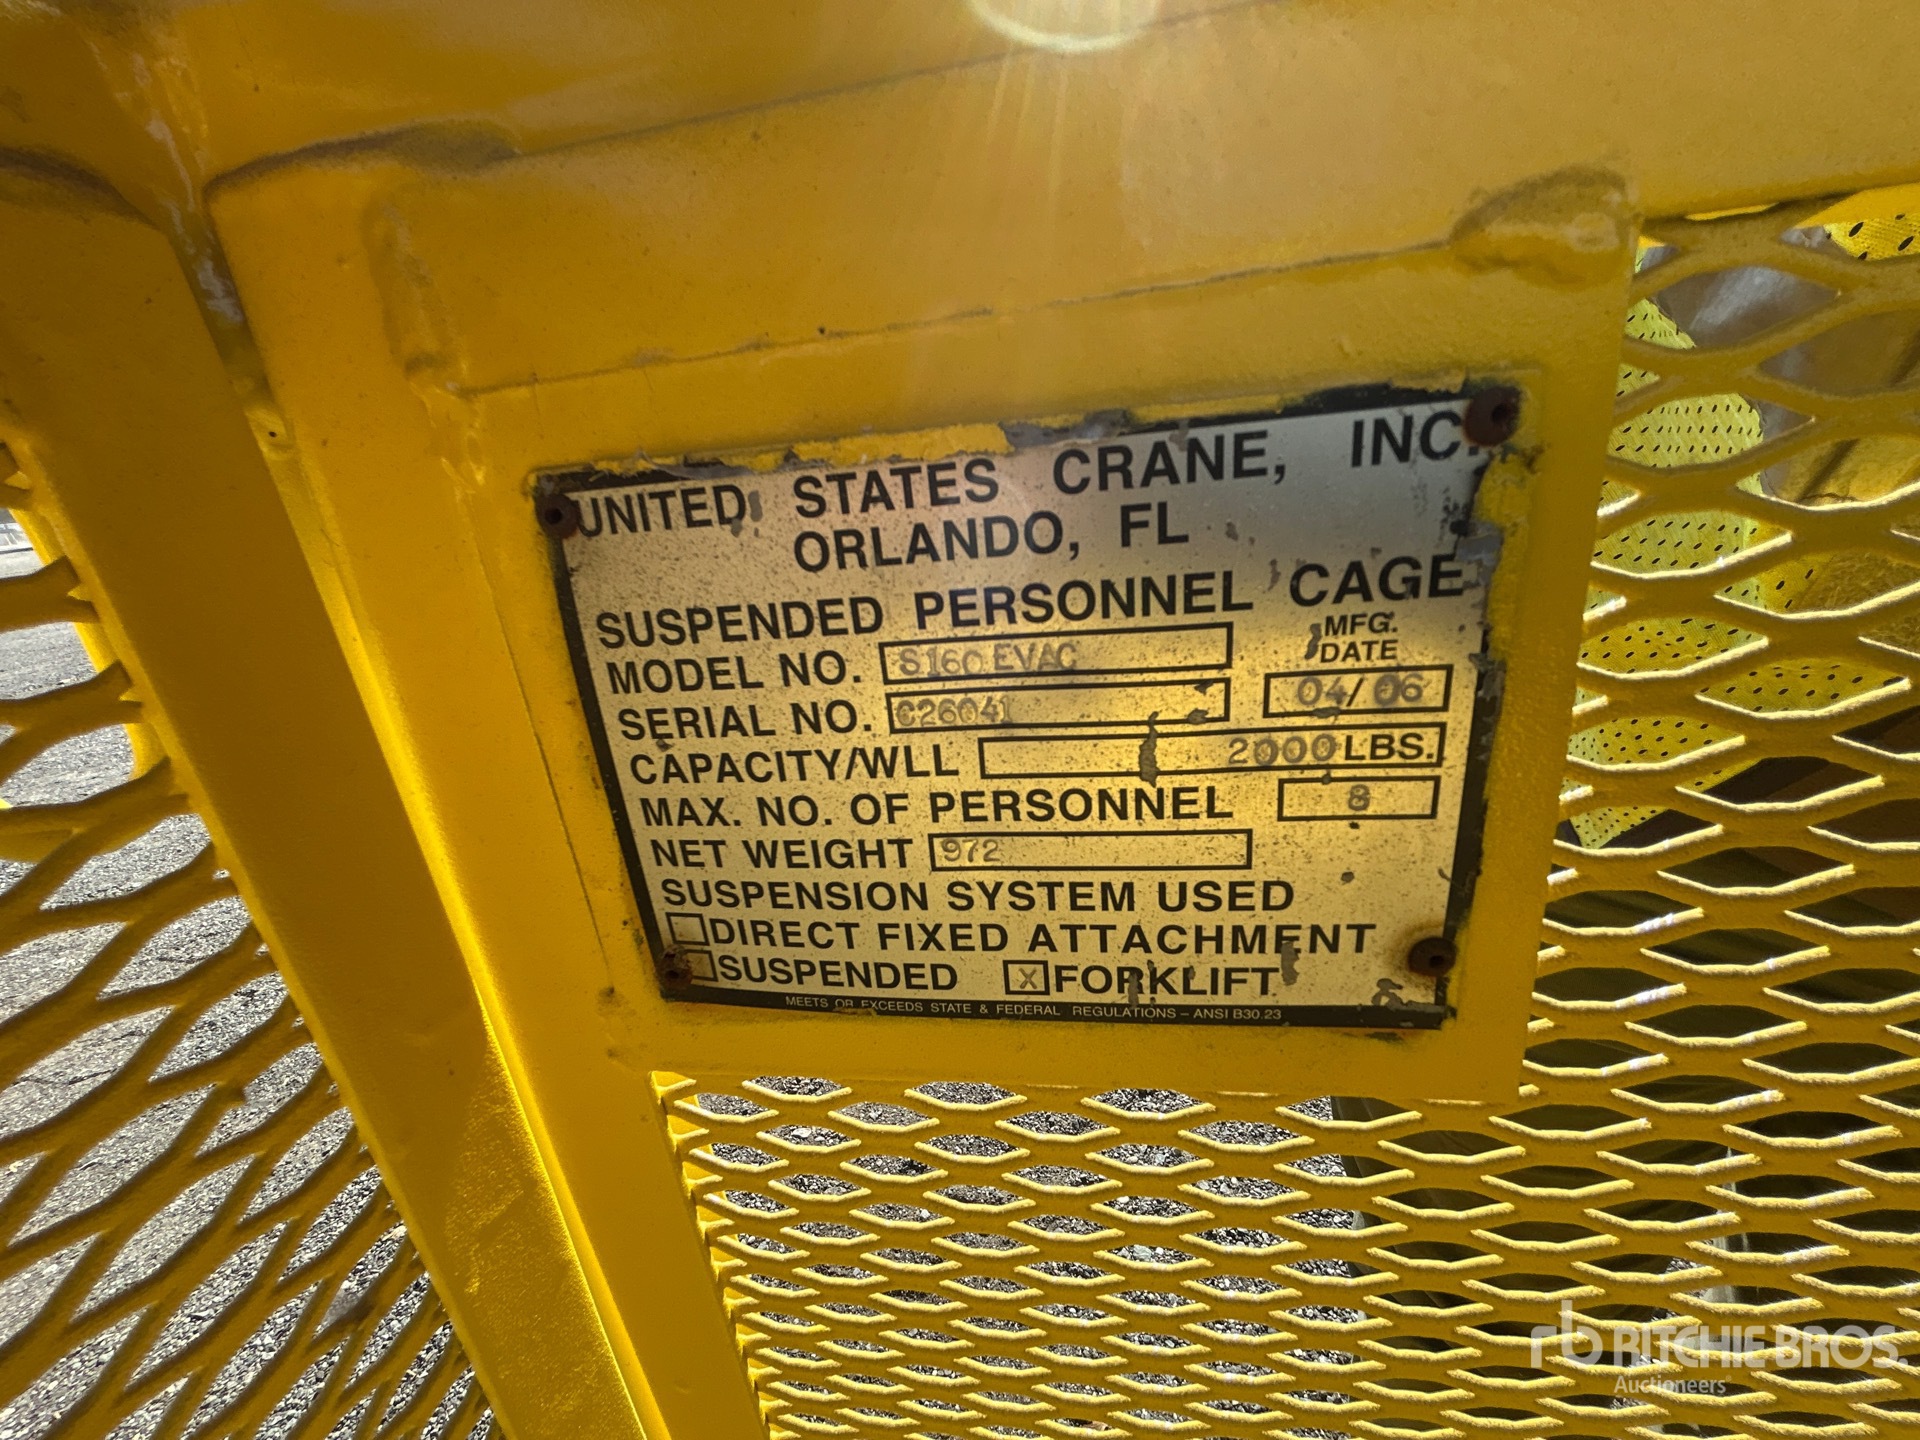 UNITED STATES CRANE, INC.
ORLANDO, FL
SUSPENDED PERSONNEL CAGE
MODEL NO. S160 EVAC
MFG. DATE 04/06
SERIAL NO. C26041
CAPACITY/WLL 2000 LBS.
MAX. NO. OF PERSONNEL 8
NET WEIGHT 972
SUSPENSION SYSTEM USED
DIRECT FIXED ATTACHMENT
SUSPENDED X FORKLIFT
MEETS OR EXCEEDS STATE & FEDERAL REGULATIONS – ANSI B30.23
rb RITCHIE BROS.
Auctioneers